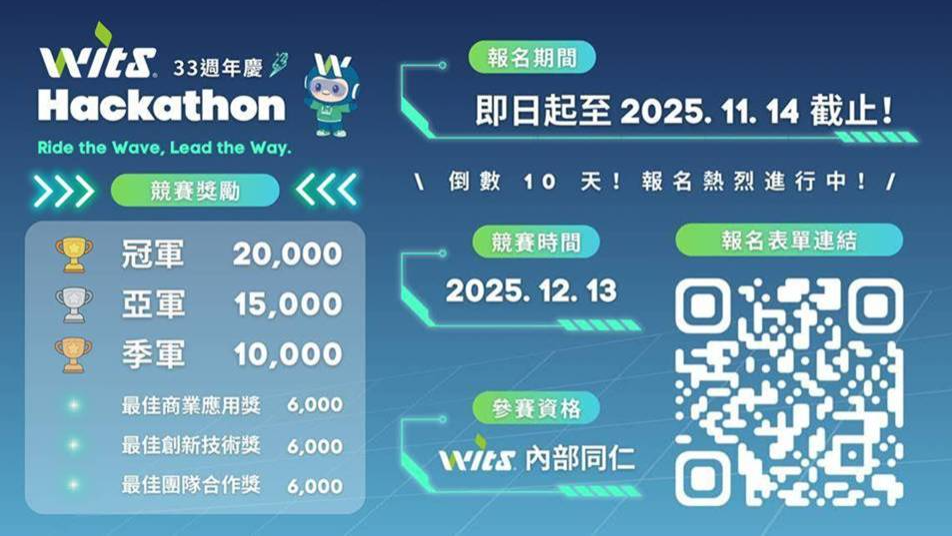 Wits 33週年慶
Hackathon
Ride the Wave, Lead the Way.
競賽獎勵
冠軍 20,000
亞軍 15,000
季軍 10,000
最佳商業應用獎 6,000
最佳創新技術獎 6,000
最佳團隊合作獎 6,000
報名期間
即日起至 2025. 11. 14 截止!
\ 倒數 10 天! 報名熱烈進行中! /
競賽時間
2025. 12. 13
參賽資格
Wits 內部同仁
報名表單連結